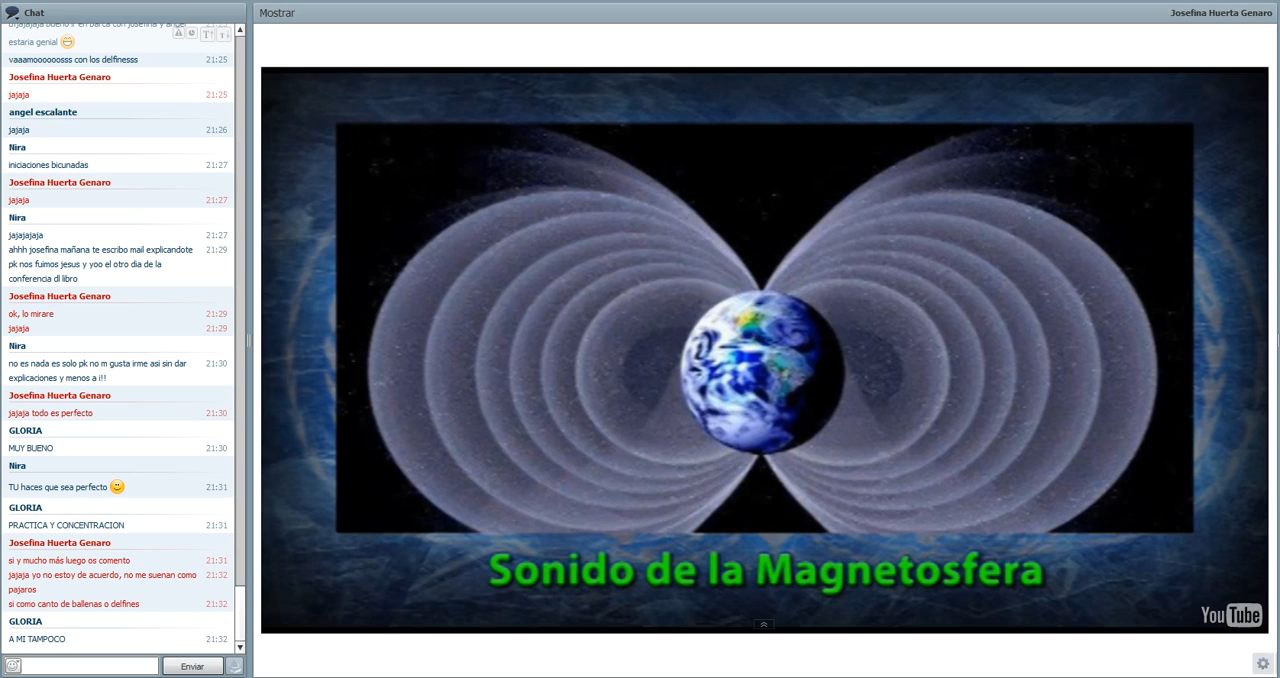 Chat
estaria genial
vaaamoooooosss con los delfinesss 21:25
Josefina Huerta Genaro
jajaja 21:25
angel escalante
jajaja 21:26
Nira
iniciaciones bicunadas 21:27
Josefina Huerta Genaro
jajaja 21:27
Nira
jajajajaja 21:27
ahhh josefina mañana te escribo mail explicandote 21:29
pk nos fuimos jesus y yoo el otro dia de la
conferencia dl libro
Josefina Huerta Genaro
ok, lo mirare 21:29
jajaja 21:29
Nira
no es nada es solo pk no m gusta irme asi sin dar 21:30
explicaciones y menos a i!!
Josefina Huerta Genaro
jajaja todo es perfecto 21:30
GLORIA
MUY BUENO 21:30
Nira
TU haces que sea perfecto 21:31
GLORIA
PRACTICA Y CONCENTRACION 21:31
Josefina Huerta Genaro
si y mucho más luego os comento 21:31
jajaja yo no estoy de acuerdo, no me suenan como 21:32
pajaros
si como canto de ballenas o delfines 21:32
GLORIA
A MI TAMPOCO 21:32
Enviar
Mostrar
Josefina Huerta Genaro
Sonido de la Magnetosfera
YouTube